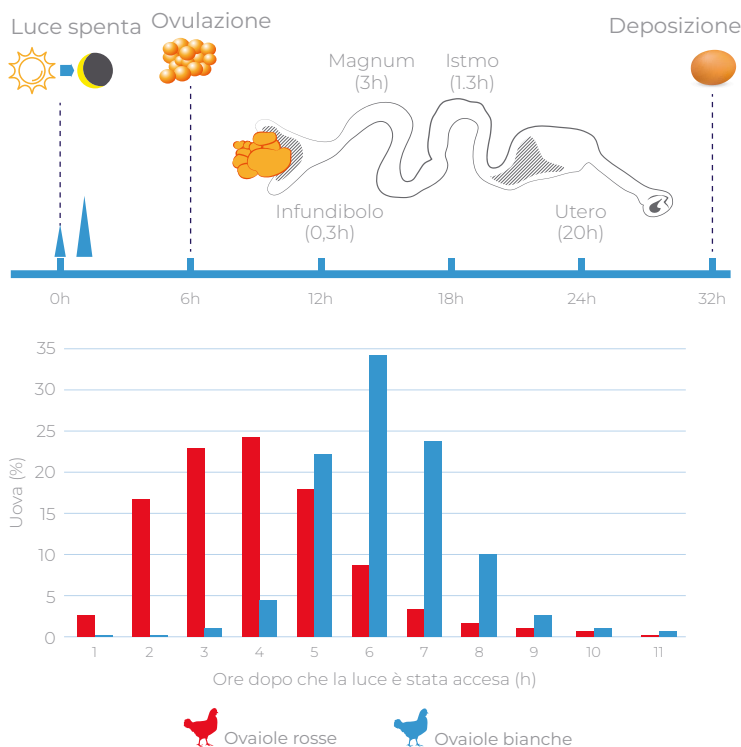 Luce spenta
Ovulazione
Deposizione
Magnum
(3h)
Istmo
(1.3h)
Infundibolo
(0,3h)
Utero
(20h)
0h 6h 12h 18h 24h 32h
35
30
25
20
15
10
5
0
Uova (%)
1 2 3 4 5 6 7 8 9 10 11
Ore dopo che la luce è stata accesa (h)
Ovaiole rosse
Ovaiole bianche